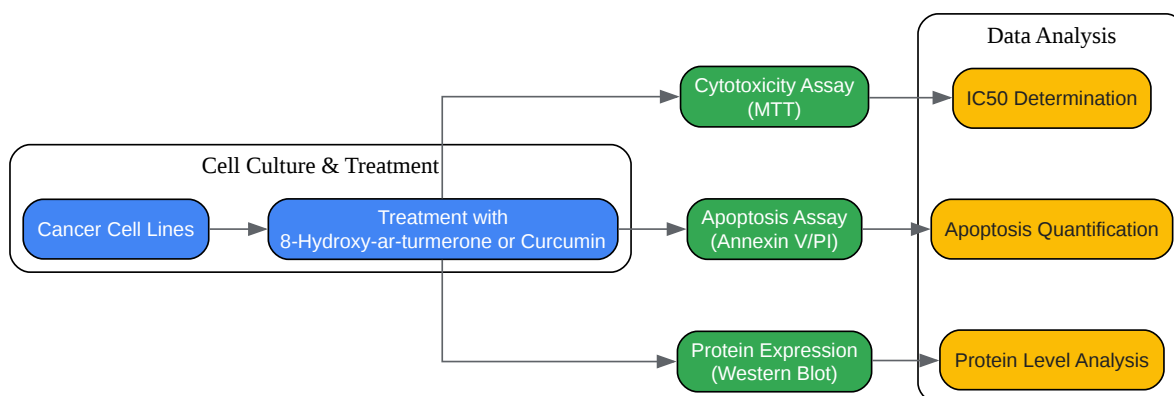 Data Analysis
Cytotoxicity Assay
(MTT)
IC50 Determination
Cell Culture & Treatment
Cancer Cell Lines
Treatment with
8-Hydroxy-ar-turmerone or Curcumin
Apoptosis Assay
(Annexin V/PI)
Apoptosis Quantification
Protein Expression
(Western Blot)
Protein Level Analysis